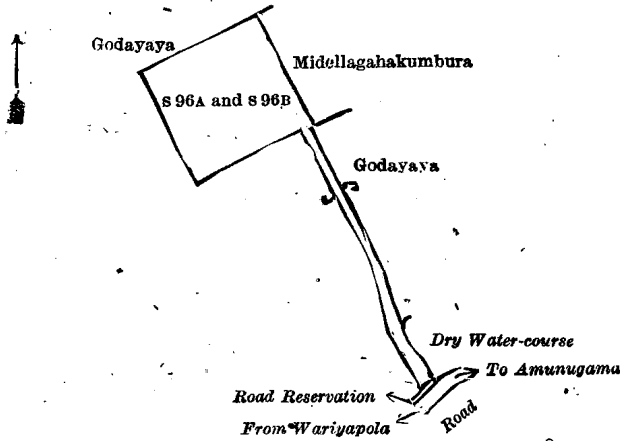 Godayaya
Midellagahakumbura
S 96A and S 96B
Godayaya
Dry Water-course
To Amunugama
Road Reservation
Road
From Wariyapola